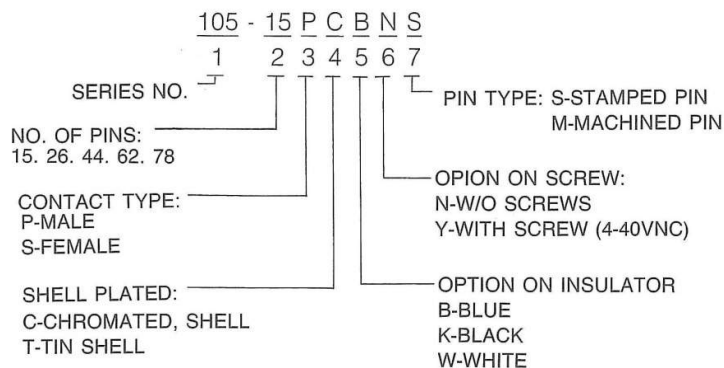 105 - 15 P C B N S
1 2 3 4 5 6 7
SERIES NO.
PIN TYPE: S-STAMPED PIN
M-MACHINED PIN
NO. OF PINS:
15. 26. 44. 62. 78
OPION ON SCREW:
N-W/O SCREWS
Y-WITH SCREW (4-40VNC)
CONTACT TYPE:
P-MALE
S-FEMALE
OPTION ON INSULATOR
B-BLUE
K-BLACK
W-WHITE
SHELL PLATED:
C-CHROMATED, SHELL
T-TIN SHELL